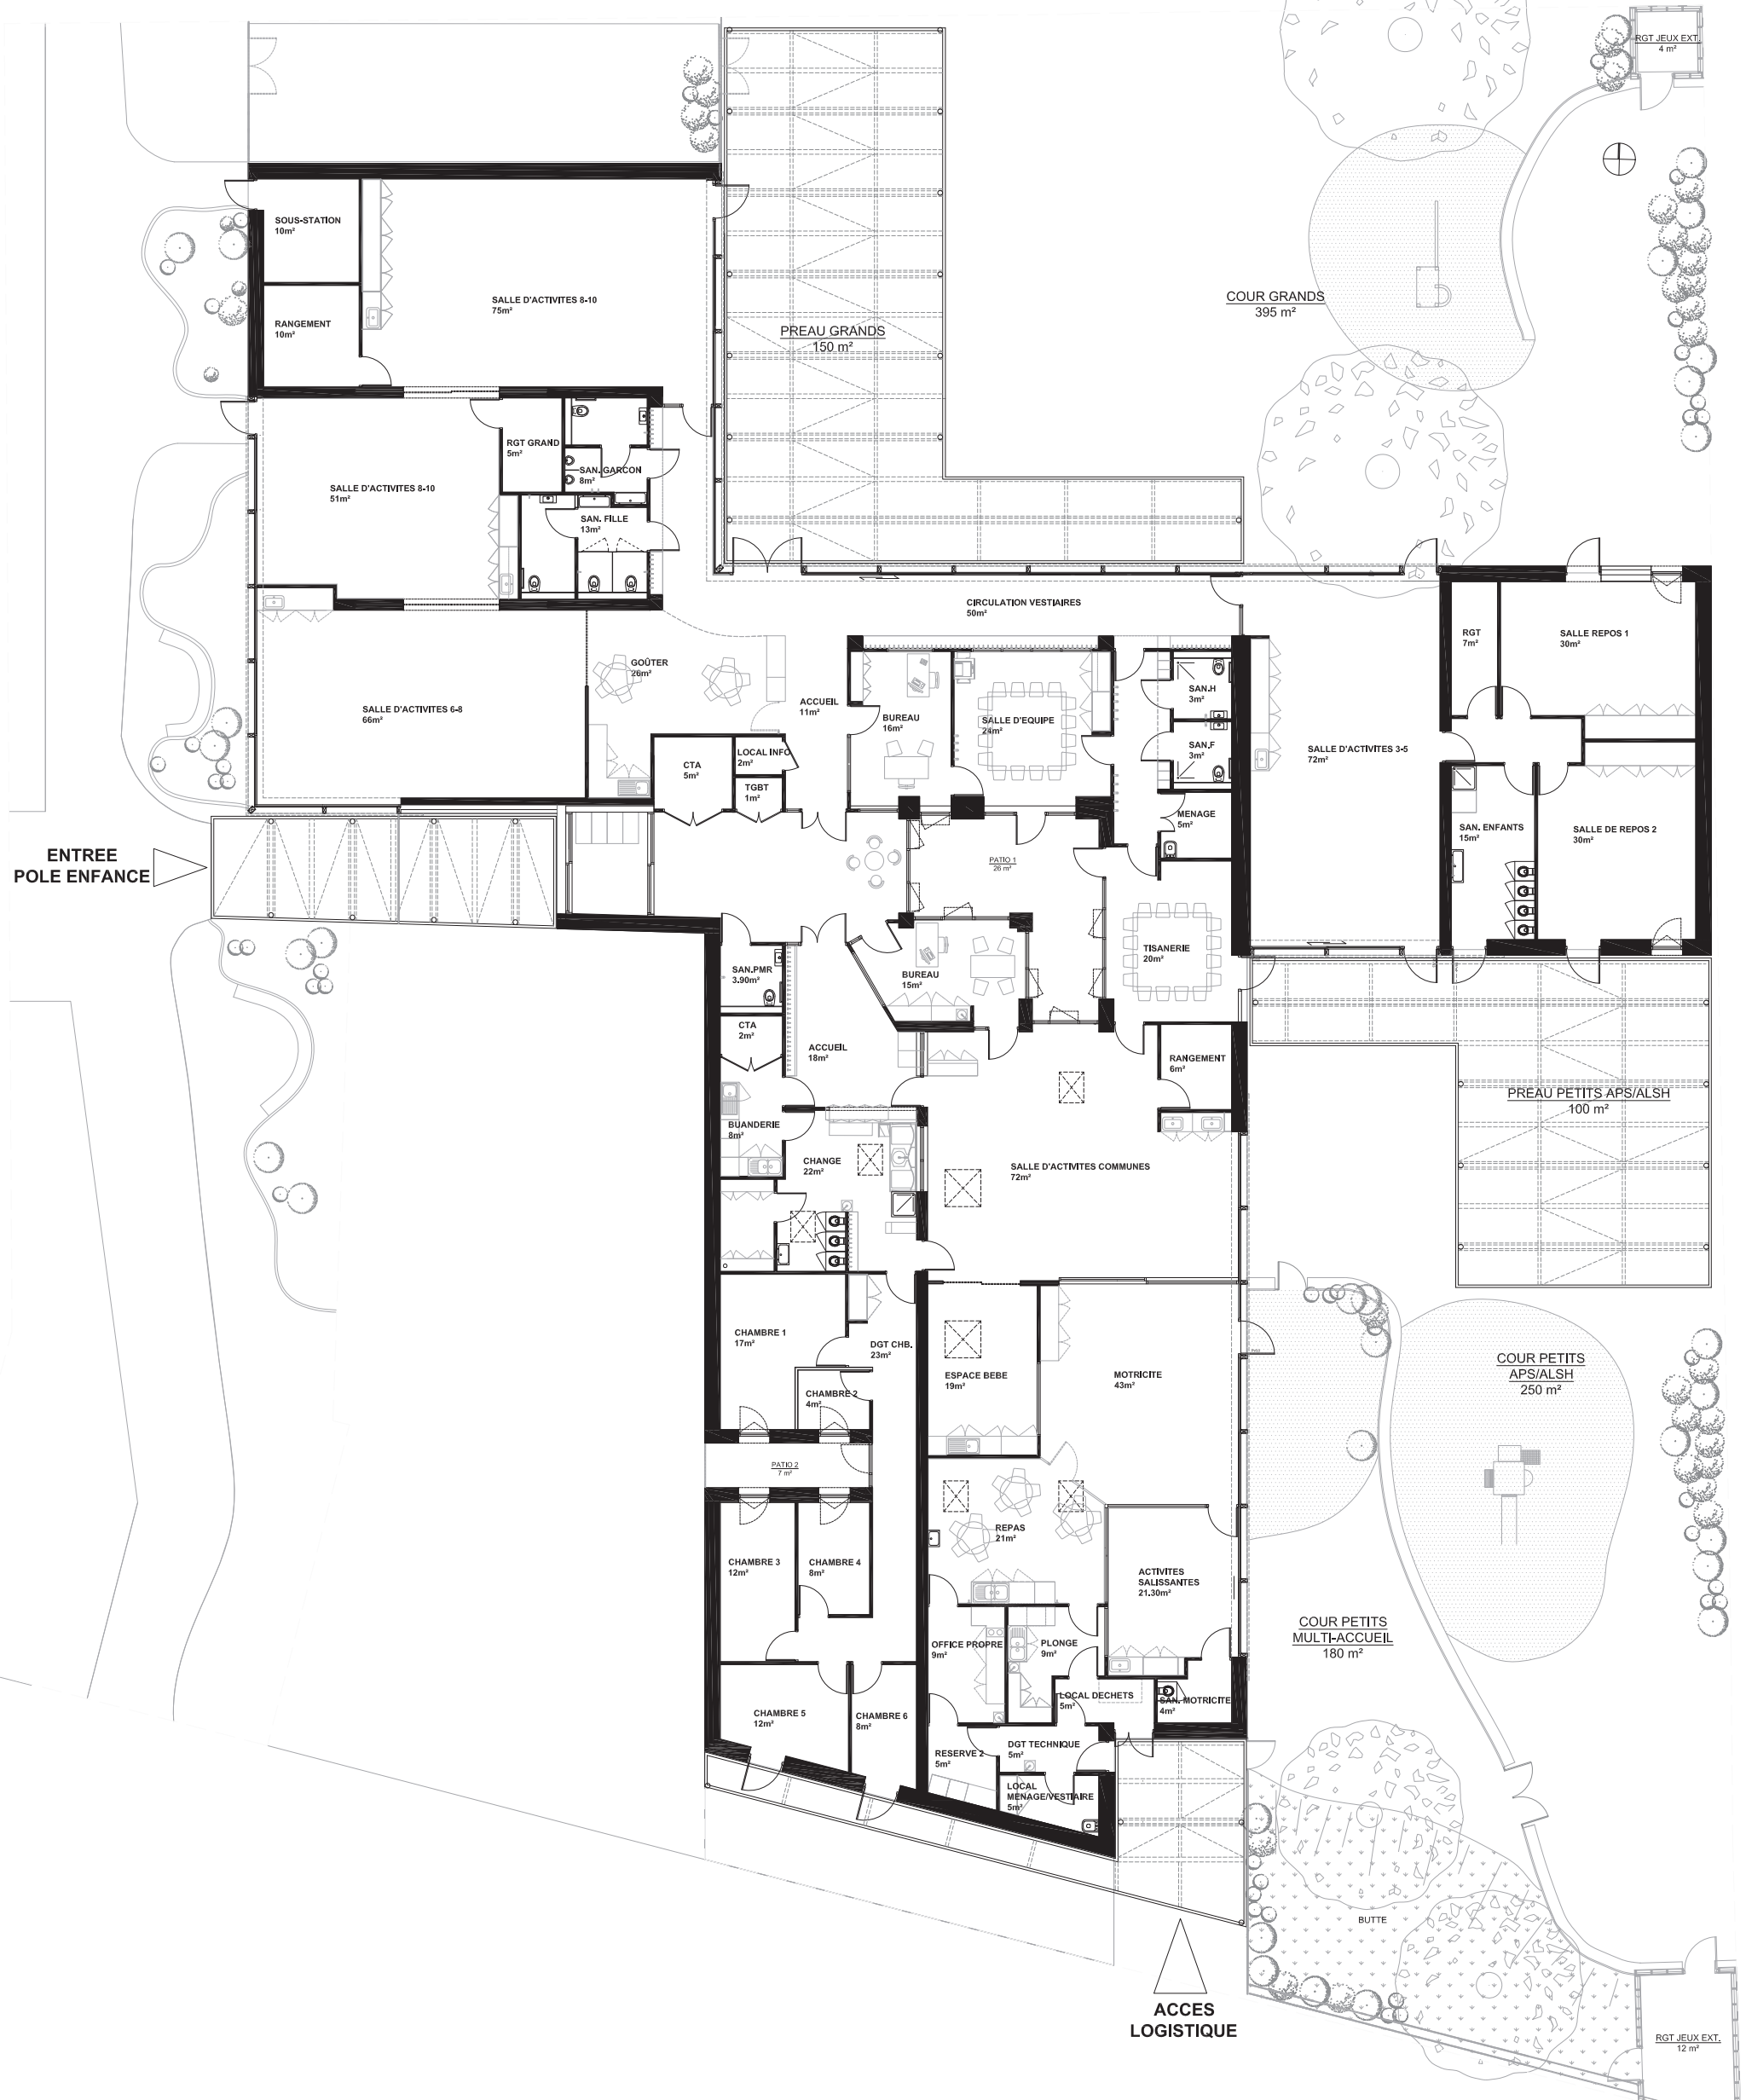 RGT JEUX EXT.
4 m²
SOUS-STATION
10m²
SALLE D'ACTIVITES 8-10
75m²
RANGEMENT
10m²
PREAU GRANDS
150 m²
COUR GRANDS
395 m²
RGT GRAND
5m²
SAN. GARCON
8m²
SALLE D'ACTIVITES 8-10
51m²
SAN. FILLE
13m²
CIRCULATION VESTIAIRES
50m²
RGT
7m²
SALLE REPOS 1
30m²
GOÛTER
26m²
SALLE D'ACTIVITES 6-8
66m²
ACCUEIL
11m²
BUREAU
16m²
SALLE D'EQUIPE
24m²
SAN.H
3m²
SAN.F
3m²
SALLE D'ACTIVITES 3-5
72m²
CTA
5m²
LOCAL INFO
2m²
TGBT
1m²
MENAGE
5m²
SAN. ENFANTS
15m²
SALLE DE REPOS 2
30m²
ENTREE
POLE ENFANCE
PATIO 1
26 m²
TISANERIE
20m²
SAN.PMR
3.90m²
BUREAU
15m²
CTA
2m²
ACCUEIL
18m²
RANGEMENT
6m²
PREAU PETITS APS/ALSH
100 m²
BUANDERIE
8m²
CHANGE
22m²
SALLE D'ACTIVITES COMMUNES
72m²
CHAMBRE 1
17m²
DGT CHB.
23m²
CHAMBRE 2
4m²
ESPACE BEBE
19m²
MOTRICITE
43m²
COUR PETITS
APS/ALSH
250 m²
PATIO 2
7 m²
REPAS
21m²
CHAMBRE 3
12m²
CHAMBRE 4
8m²
ACTIVITES
SALISSANTES
21.30m²
COUR PETITS
MULTI-ACCUEIL
180 m²
OFFICE PROPRE
9m²
PLONGE
9m²
LOCAL DECHETS
5m²
SAN. MOTRICITE
4m²
CHAMBRE 5
12m²
CHAMBRE 6
8m²
RESERVE 2
5m²
DGT TECHNIQUE
5m²
LOCAL
MENAGE/VESTIAIRE
5m²
BUTTE
ACCES
LOGISTIQUE
RGT JEUX EXT.
12 m²